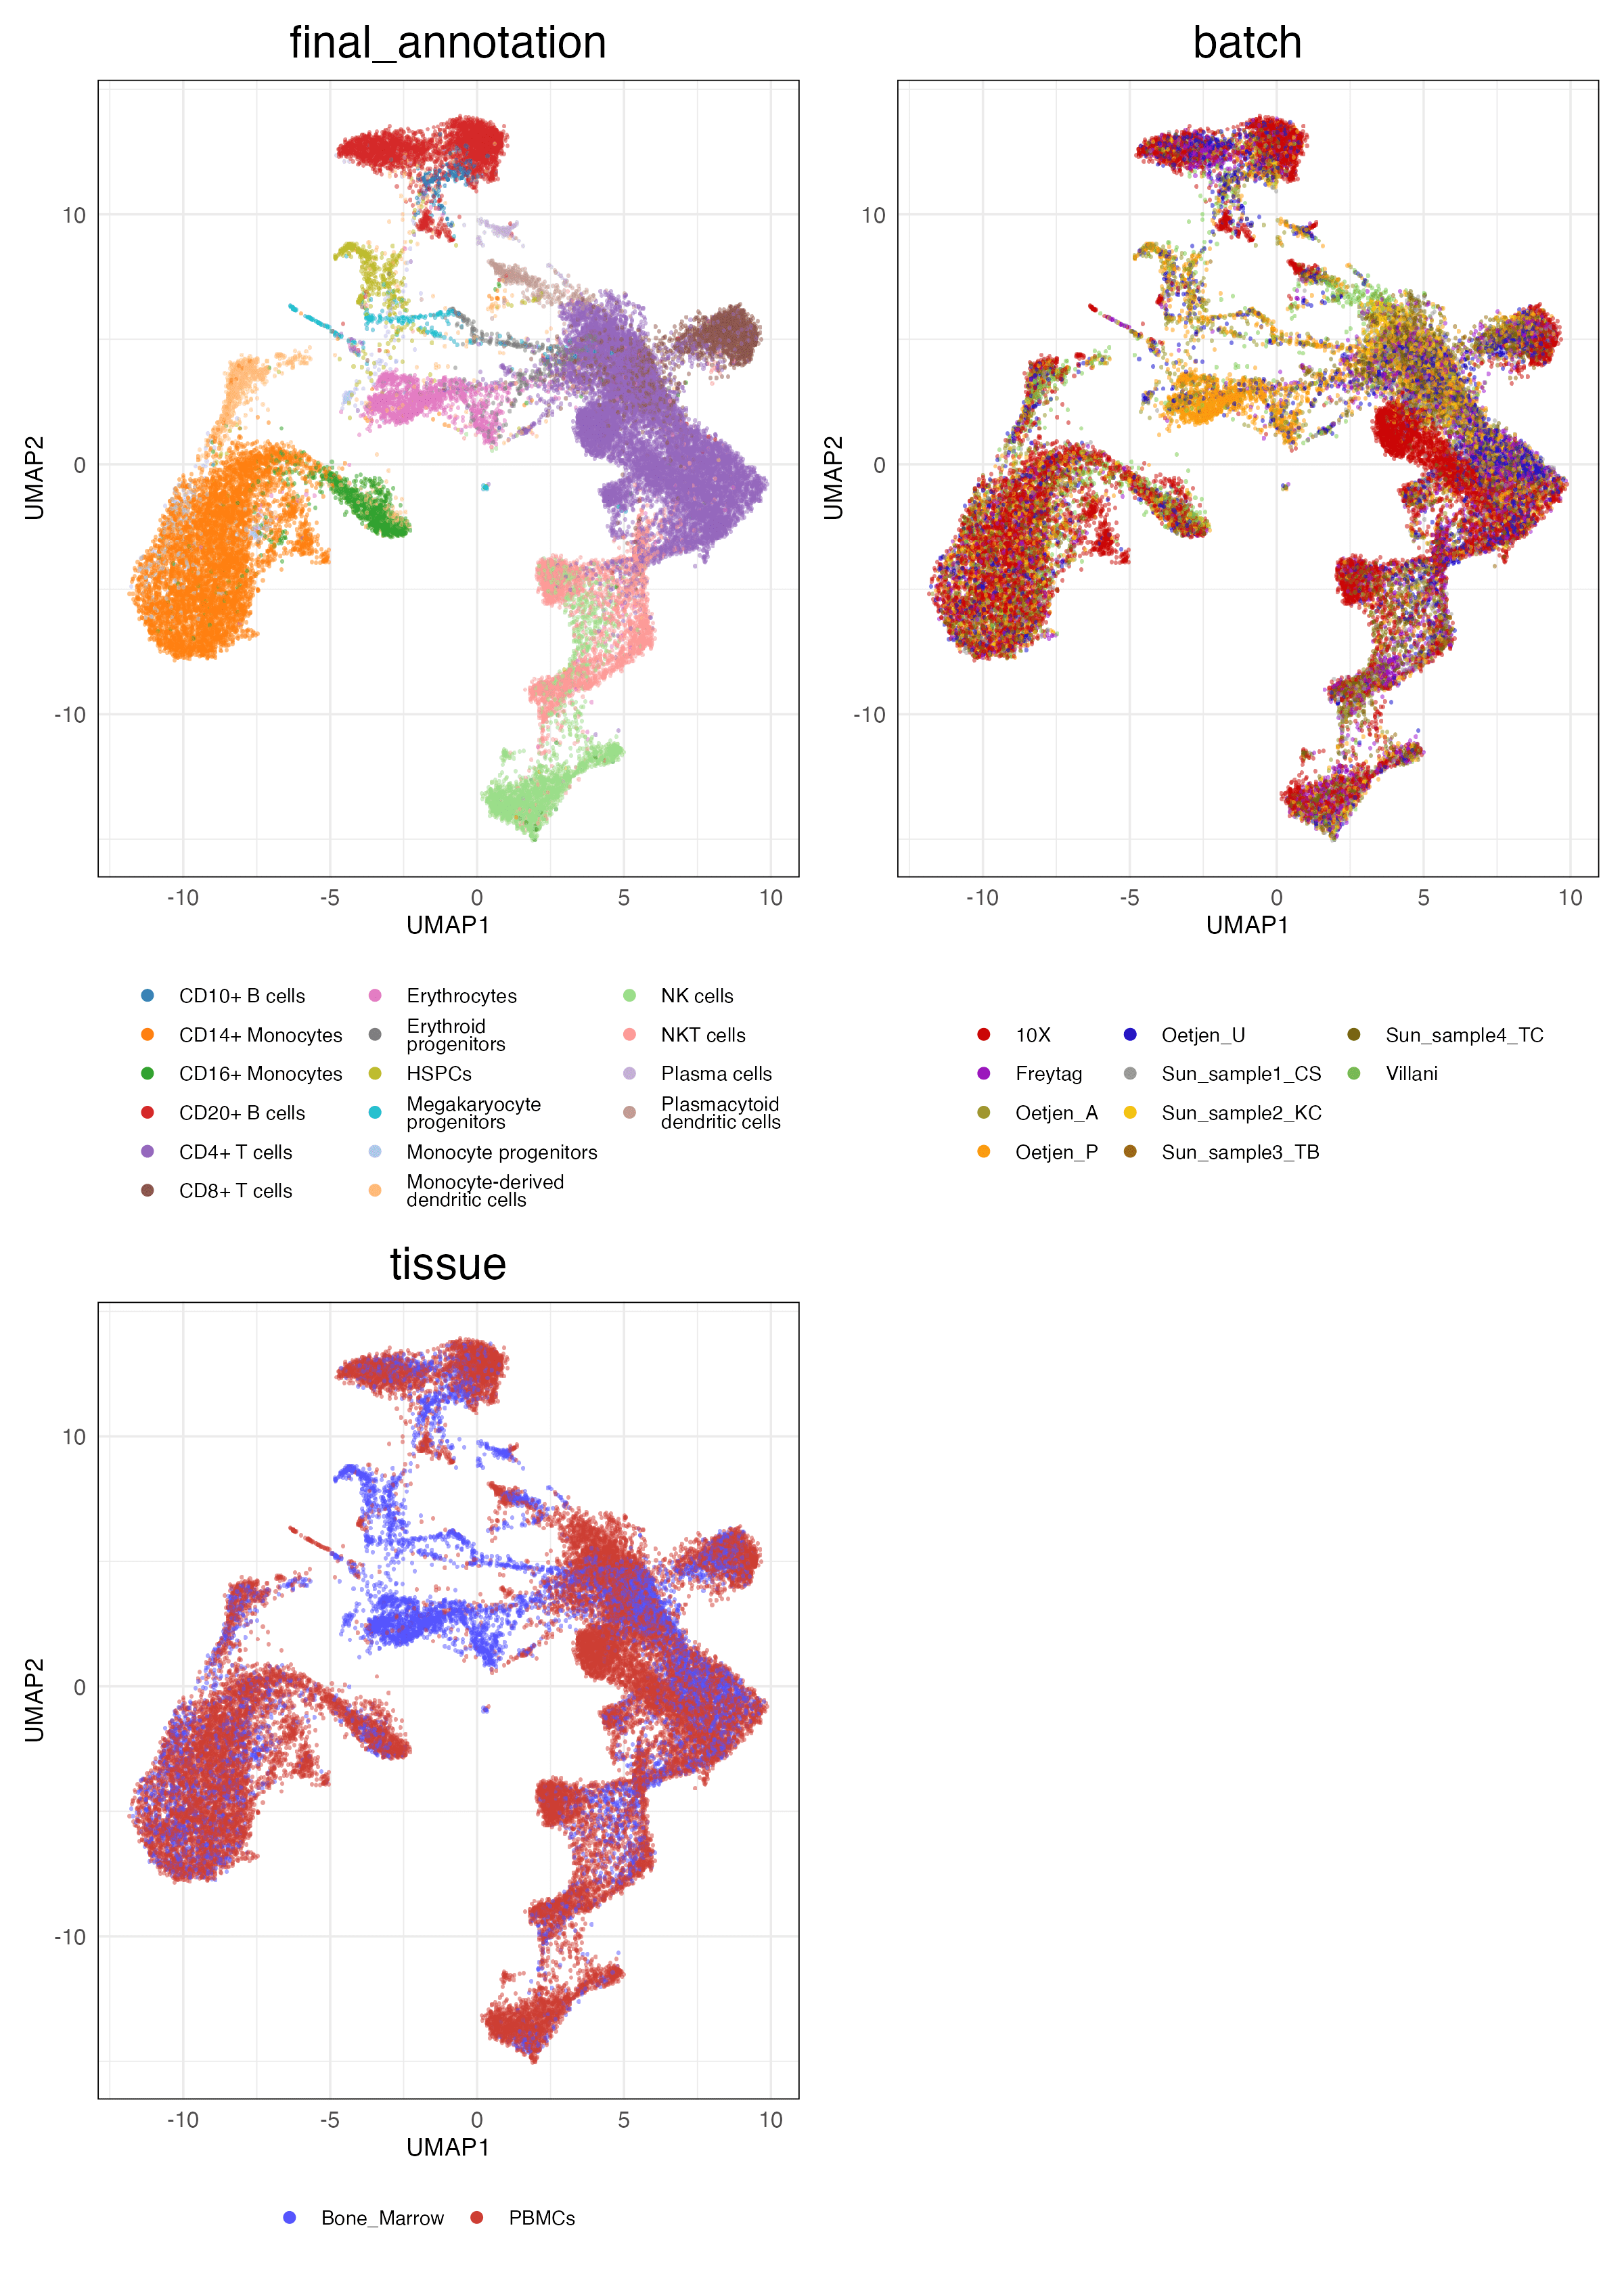 final_annotation
batch
10
0
-10
-10
-5
0
5
10
UMAP1
UMAP2
10
0
-10
-10
-5
0
5
10
UMAP1
UMAP2
CD10+ B cells
CD14+ Monocytes
CD16+ Monocytes
CD20+ B cells
CD4+ T cells
CD8+ T cells
Erythrocytes
Erythroid
progenitors
HSPCs
Megakaryocyte
progenitors
Monocyte progenitors
Monocyte-derived
dendritic cells
NK cells
NKT cells
Plasma cells
Plasmacytoid
dendritic cells
10X
Freytag
Oetjen_A
Oetjen_P
Oetjen_U
Sun_sample1_CS
Sun_sample2_KC
Sun_sample3_TB
Sun_sample4_TC
Villani
tissue
10
0
-10
-10
-5
0
5
10
UMAP1
UMAP2
Bone_Marrow
PBMCs